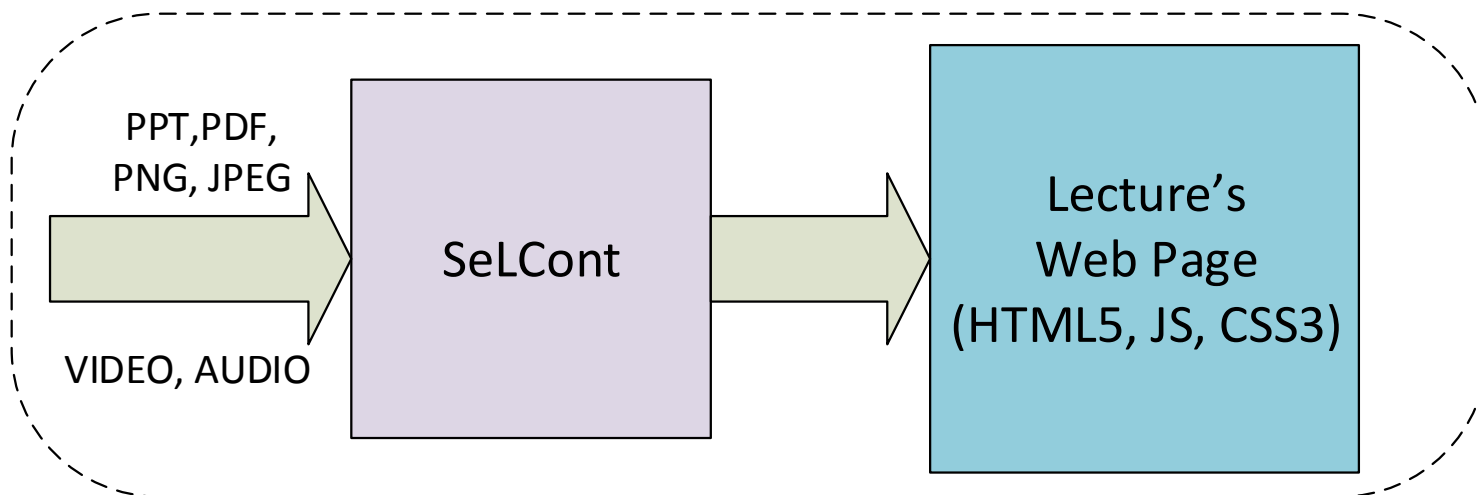 PPT,PDF,
PNG, JPEG
VIDEO, AUDIO
SeLCont
Lecture's
Web Page
(HTML5, JS, CSS3)